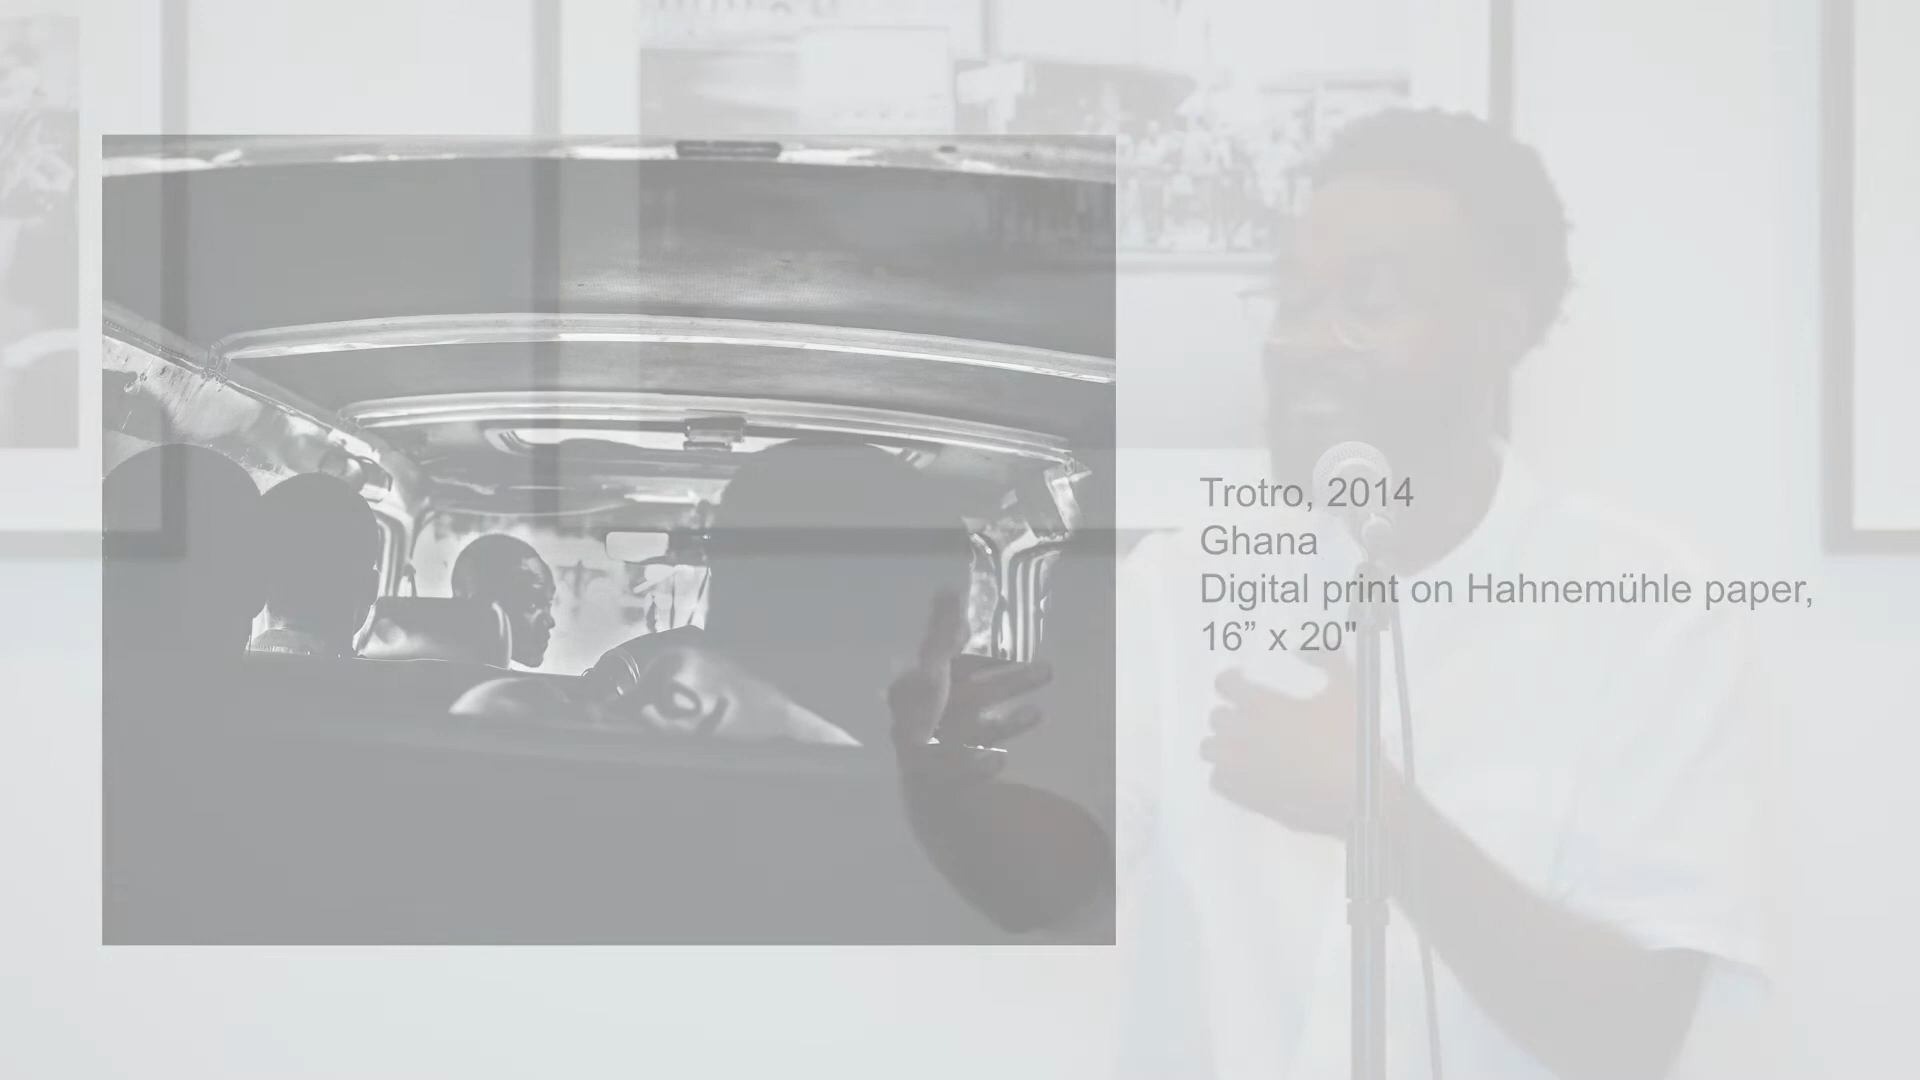 Trotro, 2014
Ghana
Digital print on Hahnemühle paper,
16” x 20"